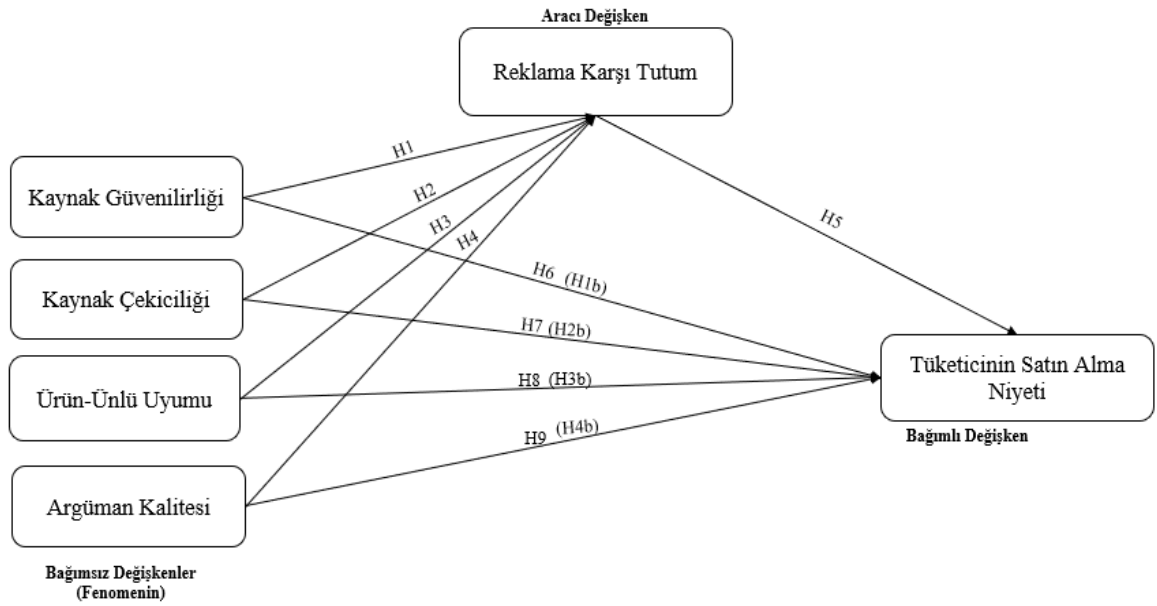 Aracı Değişken
Reklama Karşı Tutum
H1
Kaynak Güvenilirliği
H2
H3
H4
H5
H6 (H1b)
Kaynak Çekiciliği
H7 (H2b)
Tüketicinin Satın Alma
Niyeti
H8 (H3b)
Ürün-Ünlü Uyumu
H9 (H4b)
Bağımlı Değişken
Argüman Kalitesi
Bağımsız Değişkenler
(Fenomenin)